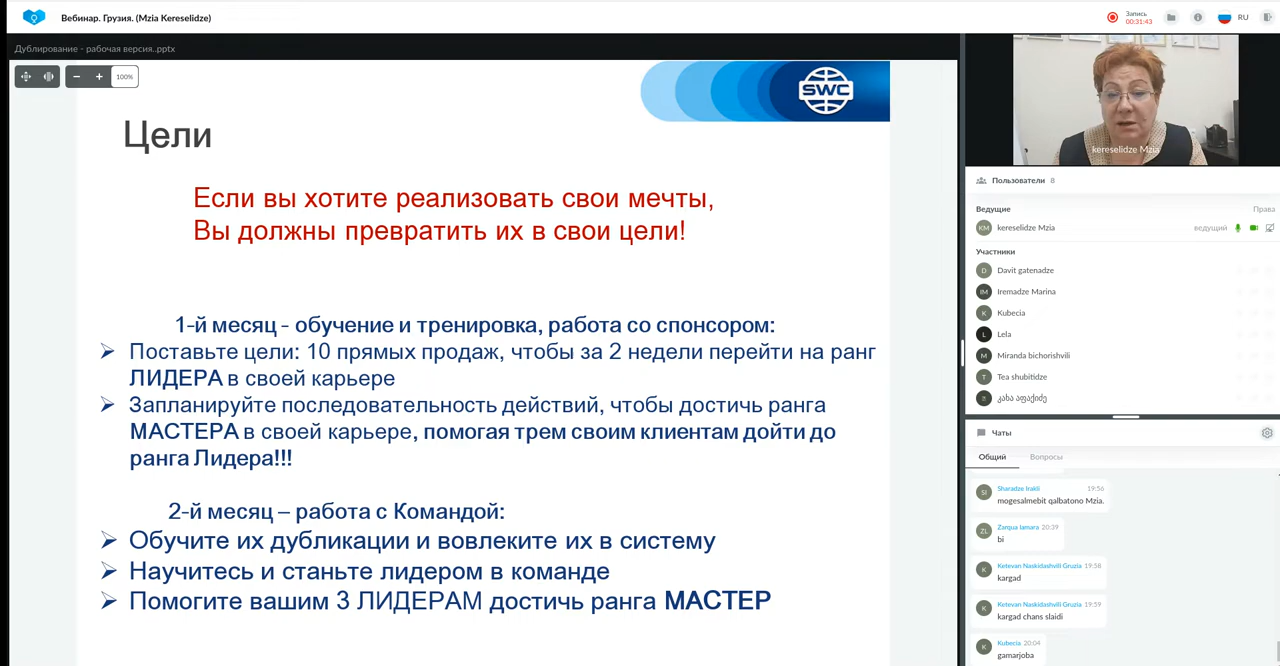 Вебинар. Грузия. (Mzia Kereselidze)
Запись
00:31:43
RU
Дублирование - рабочая версия..pptx
100%
SWC
Цели
Если вы хотите реализовать свои мечты,
Вы должны превратить их в свои цели!
1-й месяц - обучение и тренировка, работа со спонсором:
Поставьте цели: 10 прямых продаж, чтобы за 2 недели перейти на ранг
ЛИДЕРА в своей карьере
Запланируйте последовательность действий, чтобы достичь ранга
МАСТЕРА в своей карьере, помогая трем своим клиентам дойти до
ранга Лидера!!!
2-й месяц – работа с Командой:
Обучите их дубликации и вовлеките их в систему
Научитесь и станьте лидером в команде
Помогите вашим 3 ЛИДЕРАМ достичь ранга МАСТЕР
kereselidze Mzia
Пользователи 8
Ведущие
Права
KM kereselidze Mzia ведущий
Участники
D Davit gatenadze
IM Iremadze Marina
K Kubecia
L Lela
M Miranda bichorishvili
T Tea shubitidze
კახა აფაქიძე
Чаты
Общий Вопросы
SI Sharadze Irakli 19:56
mogesalmebit qalbatono Mzia.
ZL Zarqua lamara 20:39
bi
K Ketevan Naskidashvili Gruzia 19:58
kargad
K Ketevan Naskidashvili Gruzia 19:59
kargad chans slaidi
K Kubecia 20:04
gamarjoba